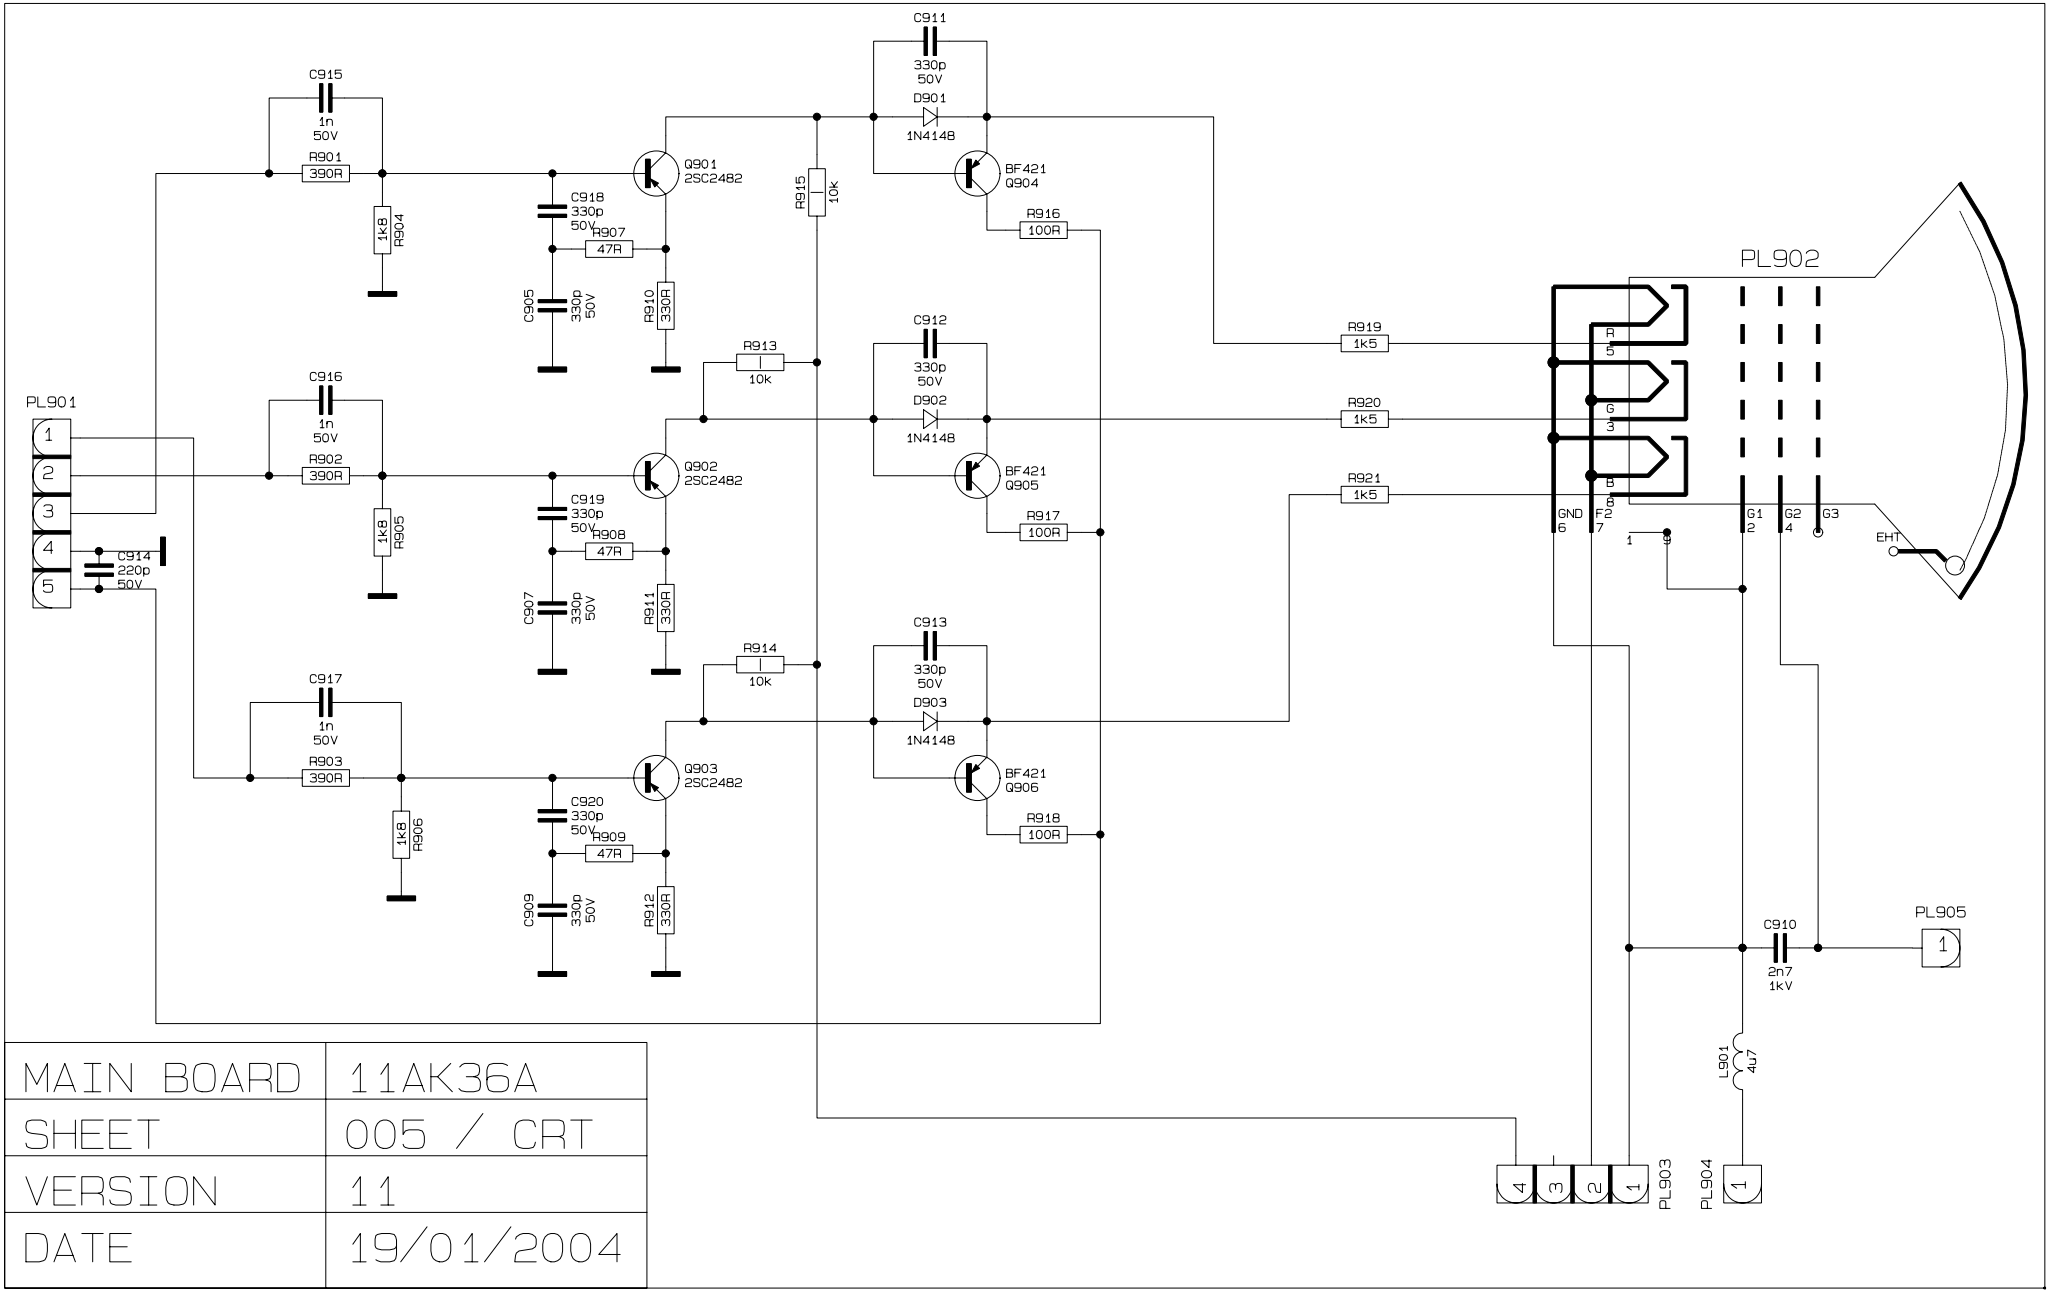 C911
330p
50V
D901
1N4148
C915
1n
50V
R901
390R
1k8
R904
Q901
2SC2482
C918
330p
50V
R907
47R
C905
330p
50V
R910
330R
R915
10k
BF421
Q904
R916
100R
PL902
R919
1k5
R
5
C912
330p
50V
D902
1N4148
R913
10k
C916
1n
50V
R902
390R
1k8
R905
PL901
1
2
3
4
5
C914
220p
50V
Q902
2SC2482
C919
330p
50V
R908
47R
C907
330p
50V
R911
330R
BF421
Q905
R917
100R
R920
1k5
G
3
R921
1k5
B
8
GND
6
F2
7
1
9
G1
2
G2
4
G3
EHT
C913
330p
50V
D903
1N4148
R914
10k
C917
1n
50V
R903
390R
1k8
R906
Q903
2SC2482
C920
330p
50V
R909
47R
C909
330p
50V
R912
330R
BF421
Q906
R918
100R
C910
2n7
1kV
PL905
1
L901
4u7
4
3
2
1
PL903
PL904
1
MAIN BOARD 11AK36A
SHEET 005 / CRT
VERSION 11
DATE 19/01/2004